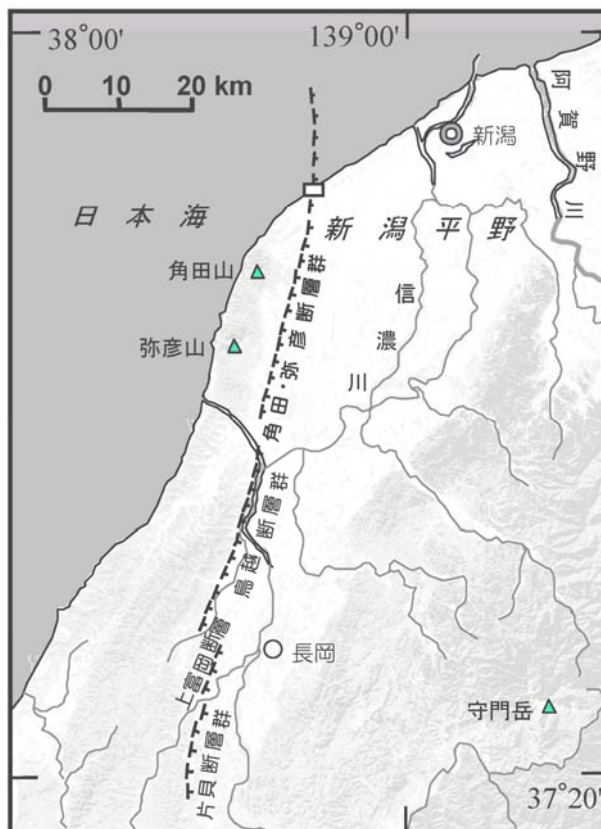 38°00'
139°00'
0 10 20 km
阿賀野川
新潟
日本海
新潟平野
角田山
信濃川
弥彦山
角田・弥彦断層群
鳥越断層群
上富岡断層
長岡
守門岳
片貝断層群
37°20'